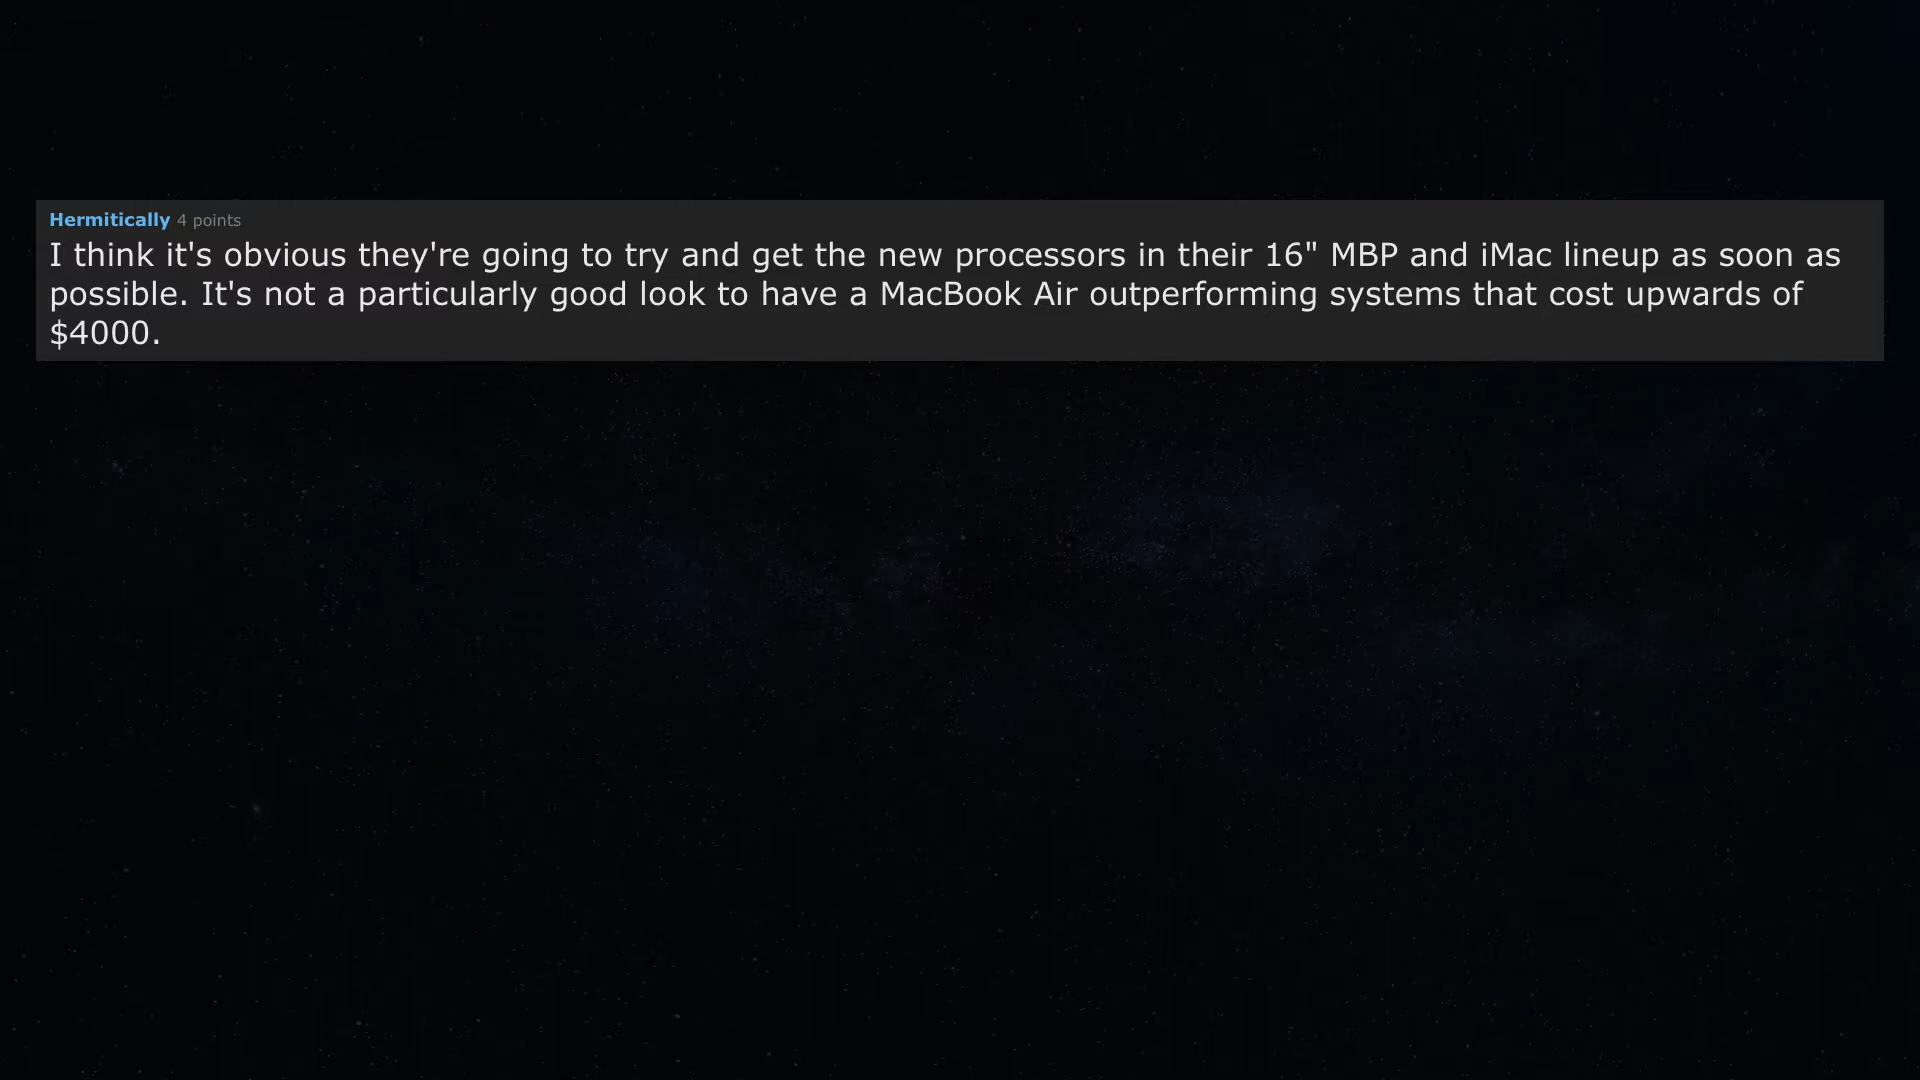 Hermitically 4 points
I think it's obvious they're going to try and get the new processors in their 16" MBP and iMac lineup as soon as
possible. It's not a particularly good look to have a MacBook Air outperforming systems that cost upwards of
$4000.